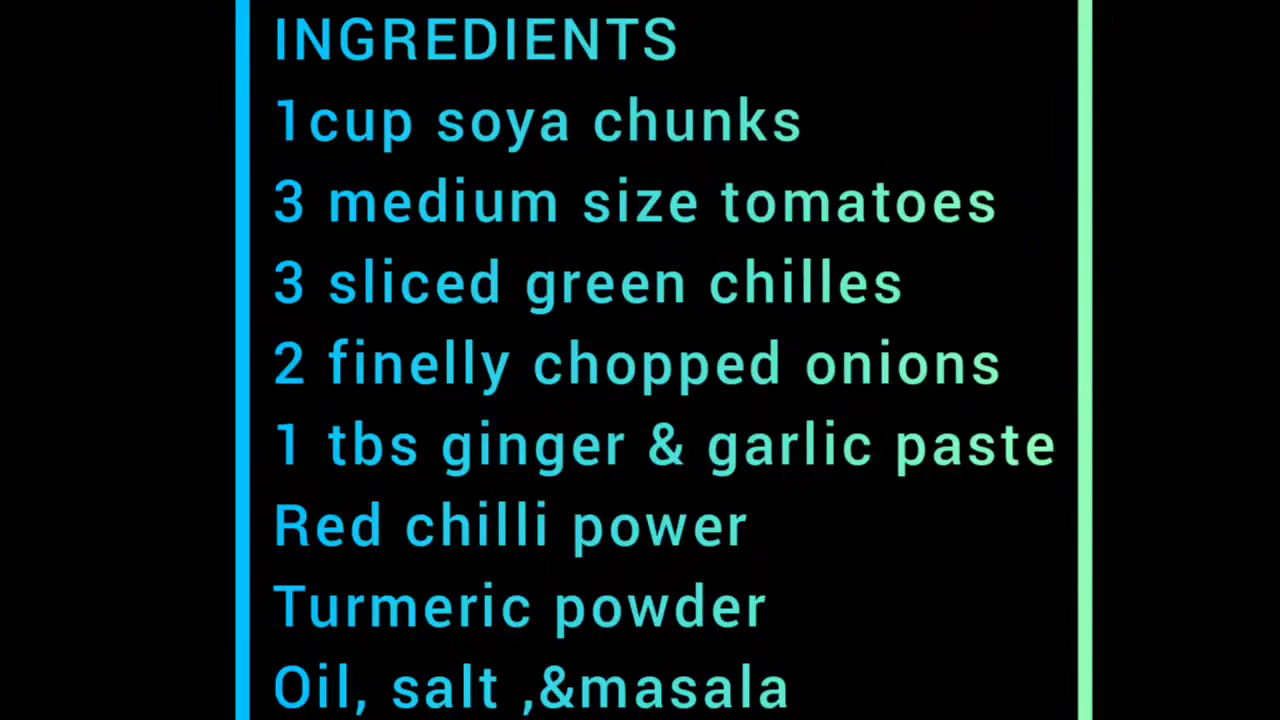 INGREDIENTS
1cup soya chunks
3 medium size tomatoes
3 sliced green chilles
2 finelly chopped onions
1 tbs ginger & garlic paste
Red chilli power
Turmeric powder
Oil, salt ,&masala